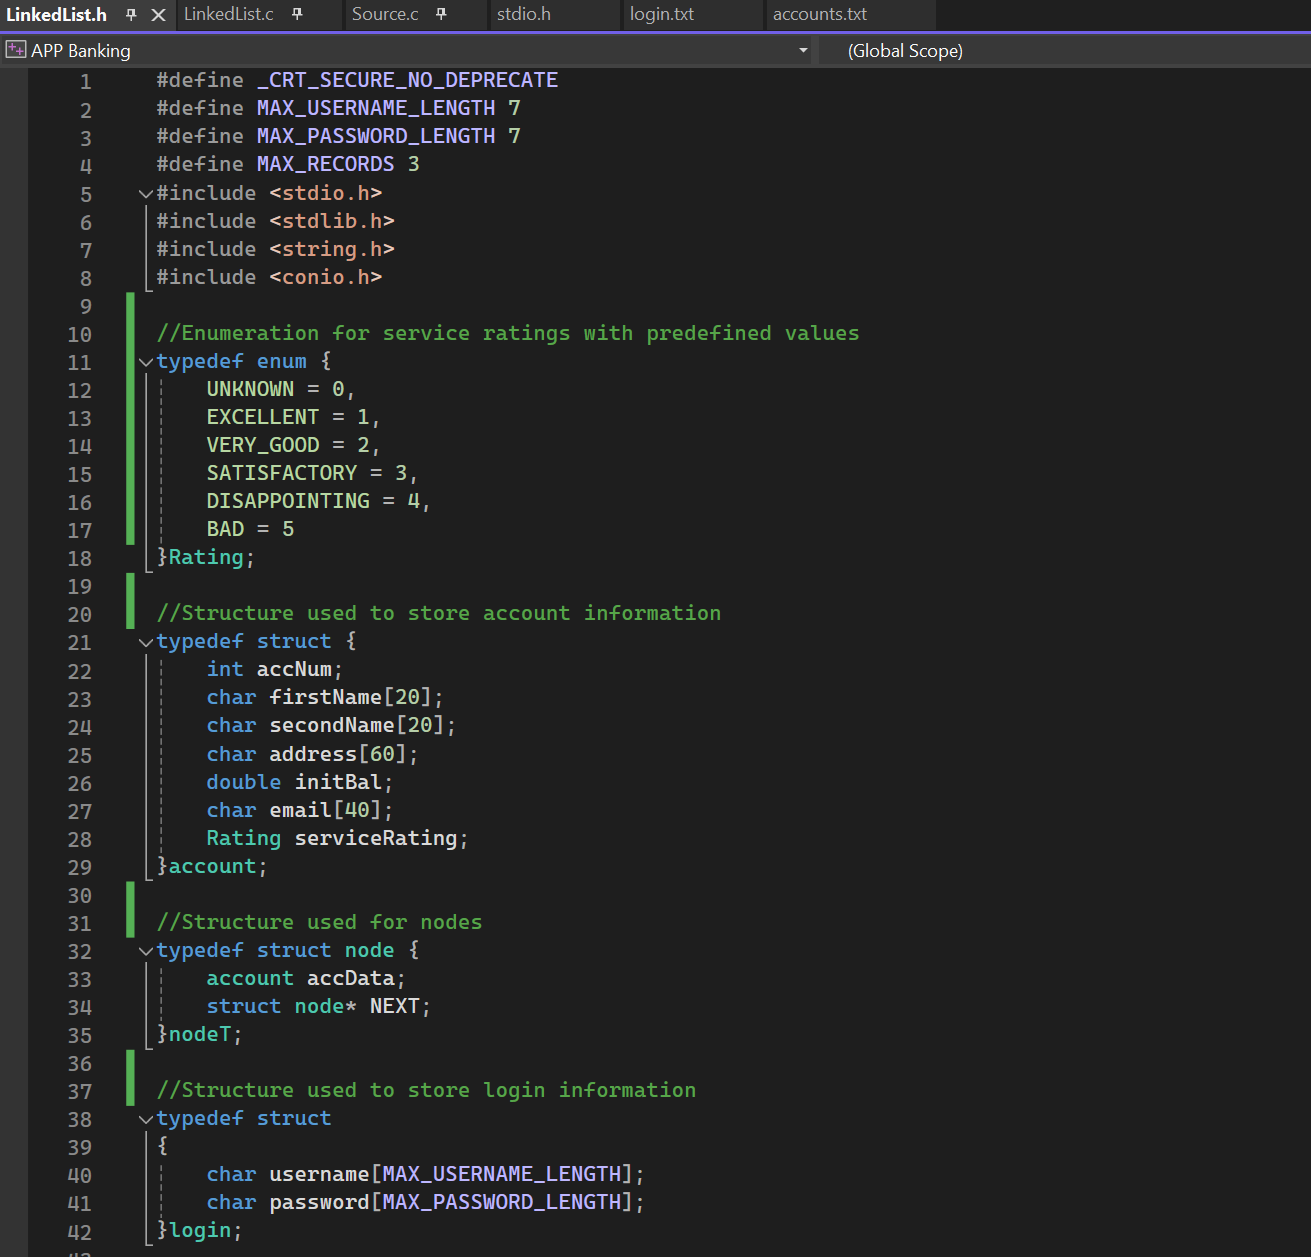 LinkedList.h LinkedList.c Source.c stdio.h login.txt accounts.txt
APP Banking (Global Scope)
1 #define _CRT_SECURE_NO_DEPRECATE
2 #define MAX_USERNAME_LENGTH 7
3 #define MAX_PASSWORD_LENGTH 7
4 #define MAX_RECORDS 3
5 #include <stdio.h>
6 #include <stdlib.h>
7 #include <string.h>
8 #include <conio.h>
9
10 //Enumeration for service ratings with predefined values
11 typedef enum {
12 UNKNOWN = 0,
13 EXCELLENT = 1,
14 VERY_GOOD = 2,
15 SATISFACTORY = 3,
16 DISAPPOINTING = 4,
17 BAD = 5
18 }Rating;
19
20 //Structure used to store account information
21 typedef struct {
22 int accNum;
23 char firstName[20];
24 char secondName[20];
25 char address[60];
26 double initBal;
27 char email[40];
28 Rating serviceRating;
29 }account;
30
31 //Structure used for nodes
32 typedef struct node {
33 account accData;
34 struct node* NEXT;
35 }nodeT;
36
37 //Structure used to store login information
38 typedef struct
39 {
40 char username[MAX_USERNAME_LENGTH];
41 char password[MAX_PASSWORD_LENGTH];
42 }login;